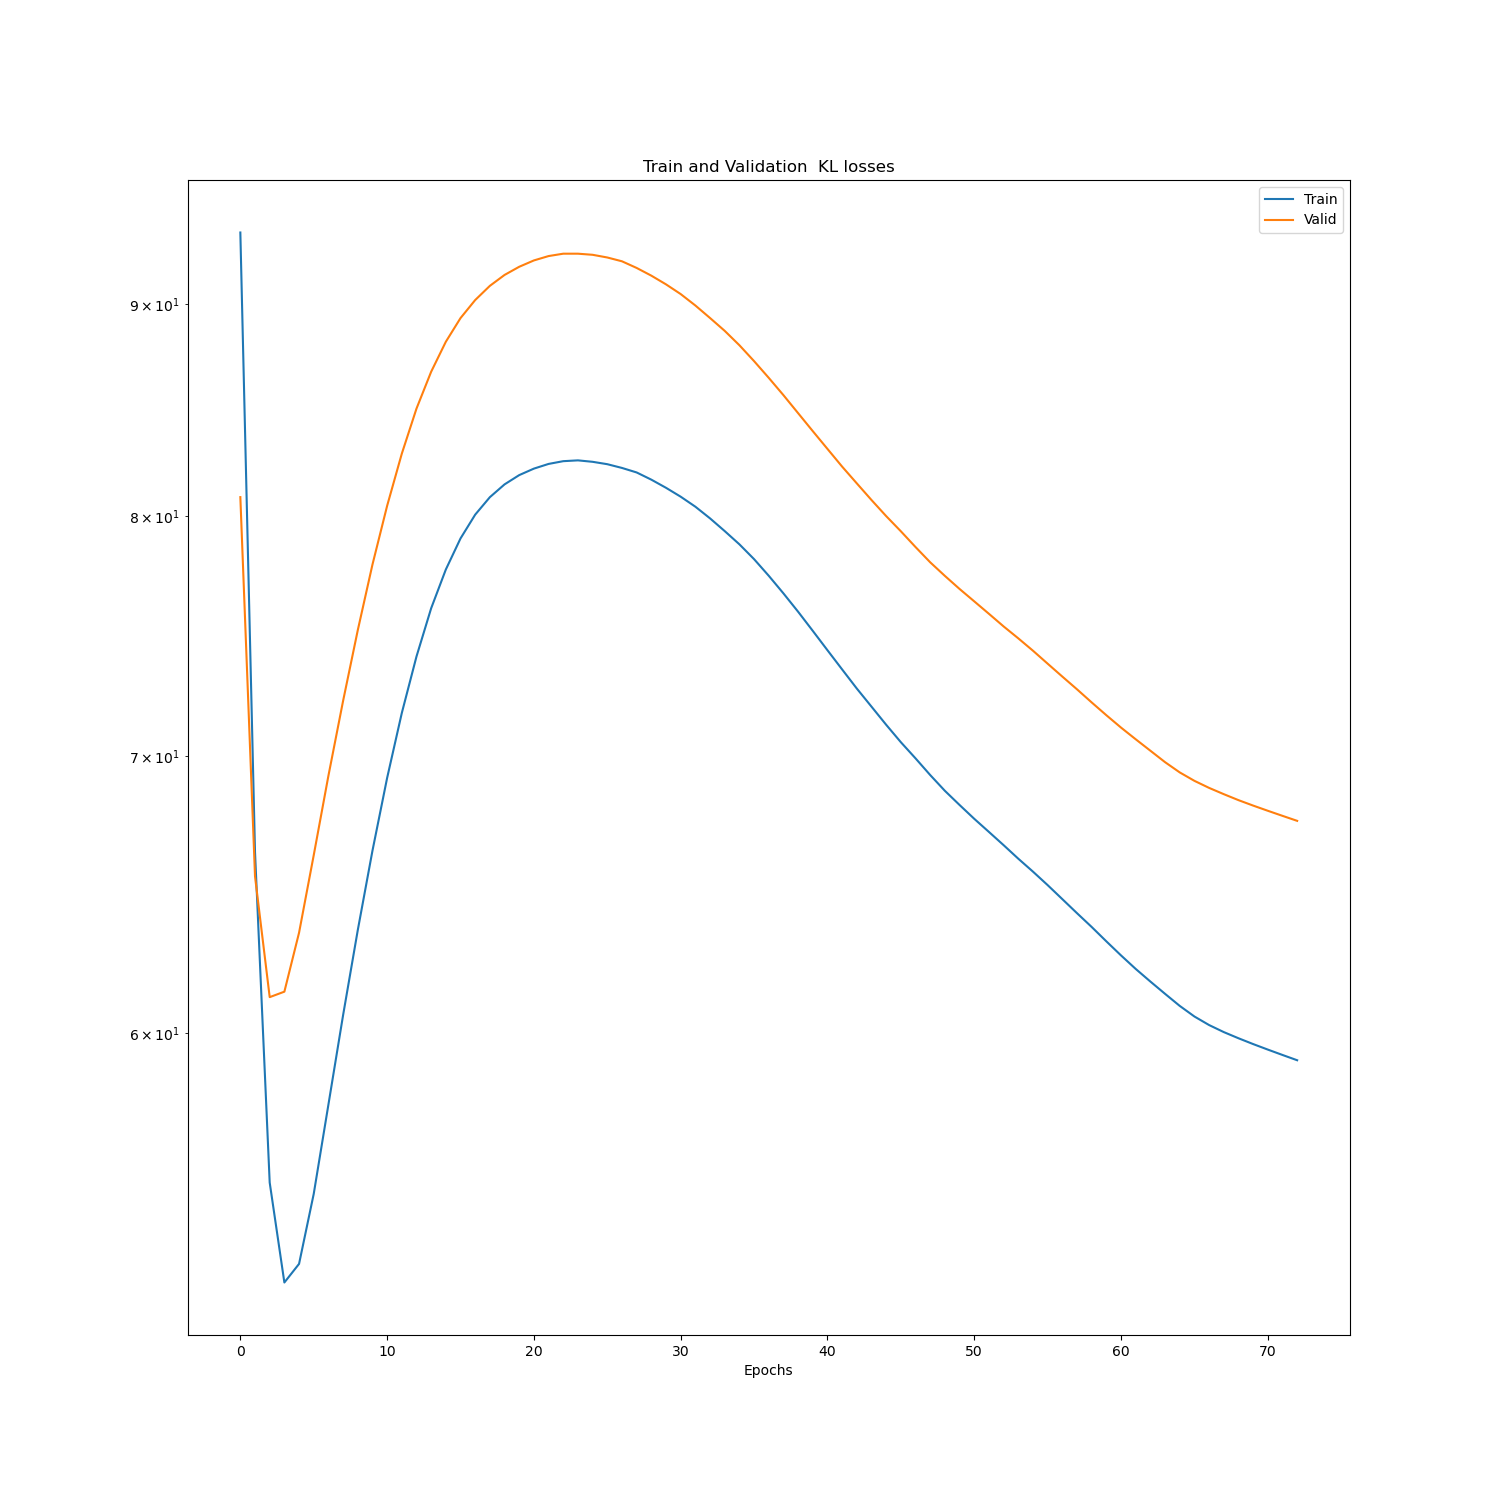 Train and Validation  KL losses
Train
Valid
9 × 10¹
8 × 10¹
7 × 10¹
6 × 10¹
0 10 20 30 40 50 60 70
Epochs